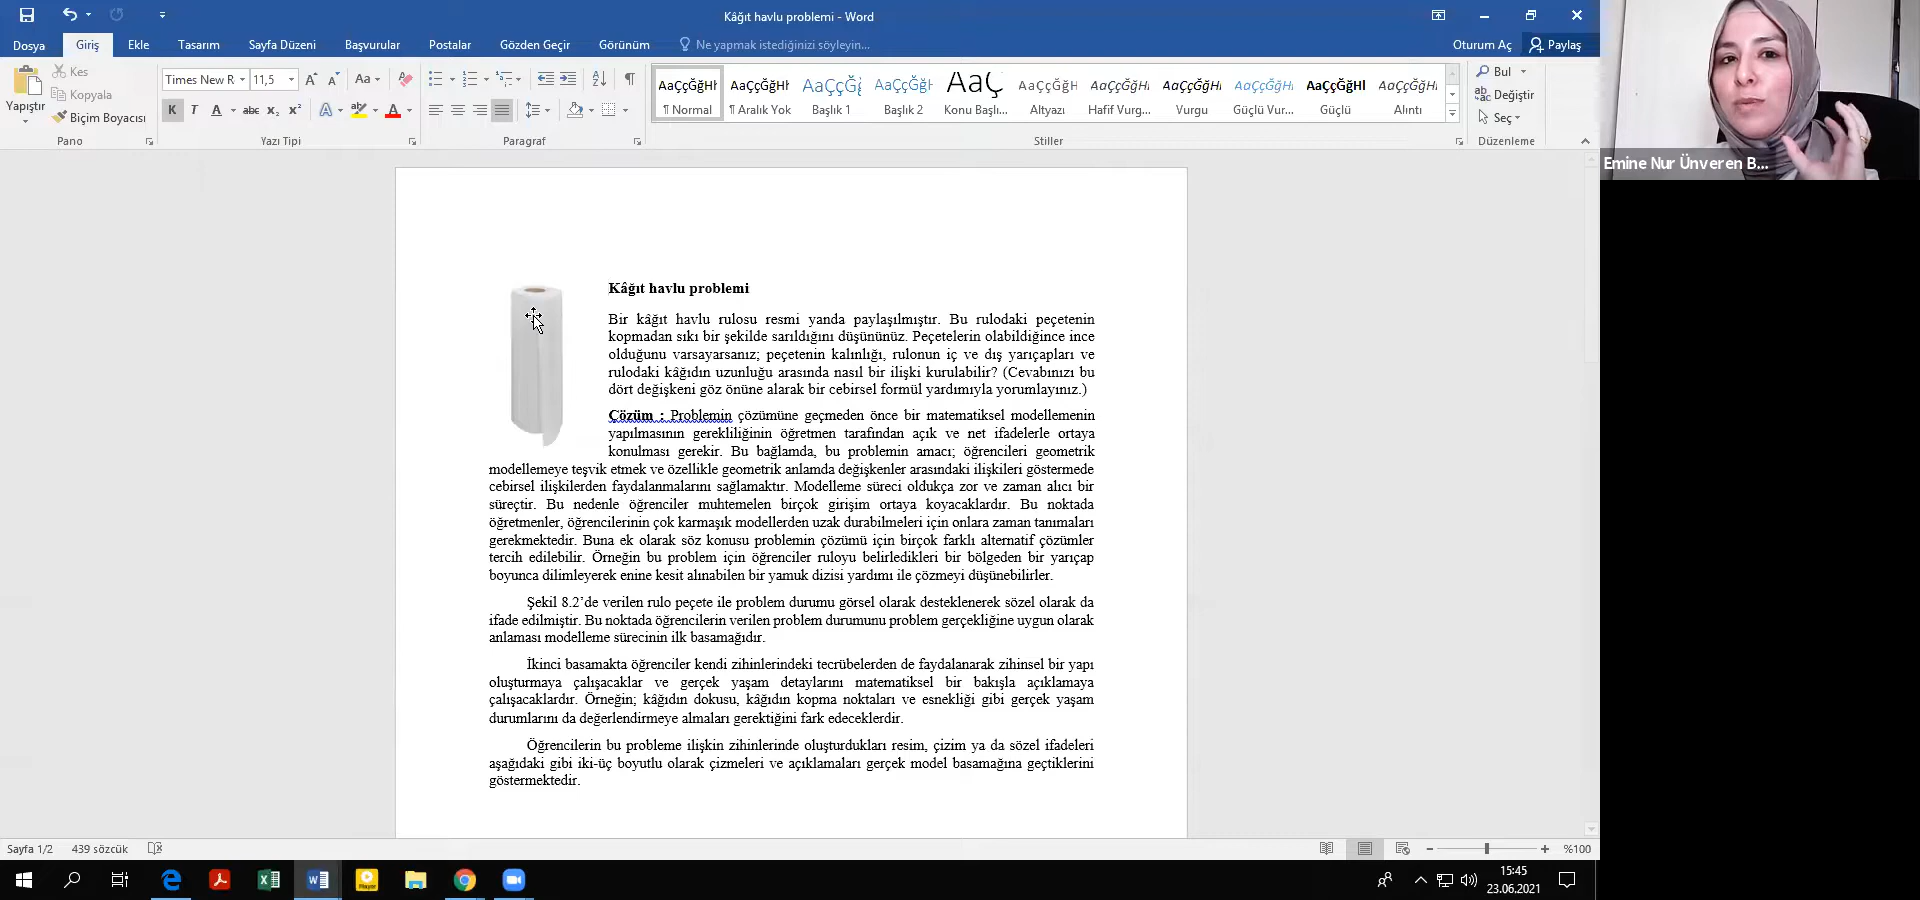 Kâğıt havlu problemi - Word
Dosya Giriş Ekle Tasarım Sayfa Düzeni Başvurular Postalar Gözden Geçir Görünüm Ne yapmak istediğinizi söyleyin... Oturum Aç Paylaş
Yapıştır
Kes
Kopyala
Biçim Boyacısı
Pano
Times New R 11,5
K T A abc x₂ x²
Yazı Tipi
Paragraf
AaÇçĞğHł AaÇçĞğHł AaÇçĞğ AaÇçĞğH AaÇ AaÇçĞğH AaÇçĞğHı AaÇçĞğHı AaÇçĞğHı AaÇçĞğHl AaÇçĞğHı
¶ Normal ¶ Aralık Yok Başlık 1 Başlık 2 Konu Başlı... Altyazı Hafif Vurg... Vurgu Güçlü Vur... Güçlü Alıntı
Stiller
Bul
Değiştir
Seç
Düzenleme
Emine Nur Ünveren B...
Kâğıt havlu problemi
Bir kâğıt havlu rulosu resmi yanda paylaşılmıştır. Bu rulodaki peçetenin
kopmadan sıkı bir şekilde sarıldığını düşününüz. Peçetelerin olabildiğince ince
olduğunu varsayarsanız; peçetenin kalınlığı, rulonun iç ve dış yarıçapları ve
rulodaki kâğıdın uzunluğu arasında nasıl bir ilişki kurulabilir? (Cevabınızı bu
dört değişkeni göz önüne alarak bir cebirsel formül yardımıyla yorumlayınız.)
Çözüm : Problemin çözümüne geçmeden önce bir matematiksel modellemenin
yapılmasının gerekliliğinin öğretmen tarafından açık ve net ifadelerle ortaya
konulması gerekir. Bu bağlamda, bu problemin amacı; öğrencileri geometrik
modellemeye teşvik etmek ve özellikle geometrik anlamda değişkenler arasındaki ilişkileri göstermede
cebirsel ilişkilerden faydalanmalarını sağlamaktır. Modelleme süreci oldukça zor ve zaman alıcı bir
süreçtir. Bu nedenle öğrenciler muhtemelen birçok girişim ortaya koyacaklardır. Bu noktada
öğretmenler, öğrencilerinin çok karmaşık modellerden uzak durabilmeleri için onlara zaman tanımaları
gerekmektedir. Buna ek olarak söz konusu problemin çözümü için birçok farklı alternatif çözümler
tercih edilebilir. Örneğin bu problem için öğrenciler ruloyu belirledikleri bir bölgeden bir yarıçap
boyunca dilimleyerek enine kesit alınabilen bir yamuk dizisi yardımı ile çözmeyi düşünebilirler.
Şekil 8.2’de verilen rulo peçete ile problem durumu görsel olarak desteklenerek sözel olarak da
ifade edilmiştir. Bu noktada öğrencilerin verilen problem durumunu problem gerçekliğine uygun olarak
anlaması modelleme sürecinin ilk basamağıdır.
İkinci basamakta öğrenciler kendi zihinlerindeki tecrübelerden de faydalanarak zihinsel bir yapı
oluşturmaya çalışacaklar ve gerçek yaşam detaylarını matematiksel bir bakışla açıklamaya
çalışacaklardır. Örneğin; kâğıdın dokusu, kâğıdın kopma noktaları ve esnekliği gibi gerçek yaşam
durumlarını da değerlendirmeye almaları gerektiğini fark edeceklerdir.
Öğrencilerin bu probleme ilişkin zihinlerinde oluşturdukları resim, çizim ya da sözel ifadeleri
aşağıdaki gibi iki-üç boyutlu olarak çizmeleri ve açıklamaları gerçek model basamağına geçtiklerini
göstermektedir.
Sayfa 1/2 439 sözcük %100
15:45
23.06.2021